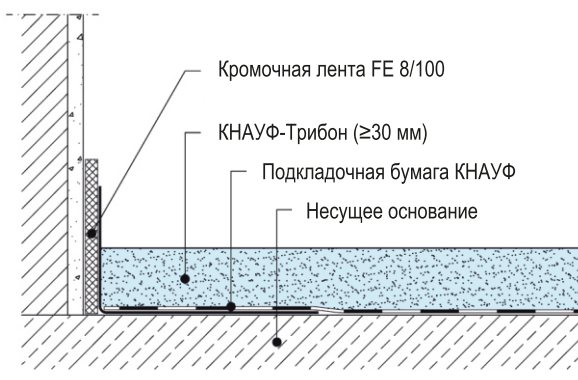 Кромочная лента FE 8/100
КНАУФ-Трибон (≥30 мм)
Подкладочная бумага КНАУФ
Несущее основание